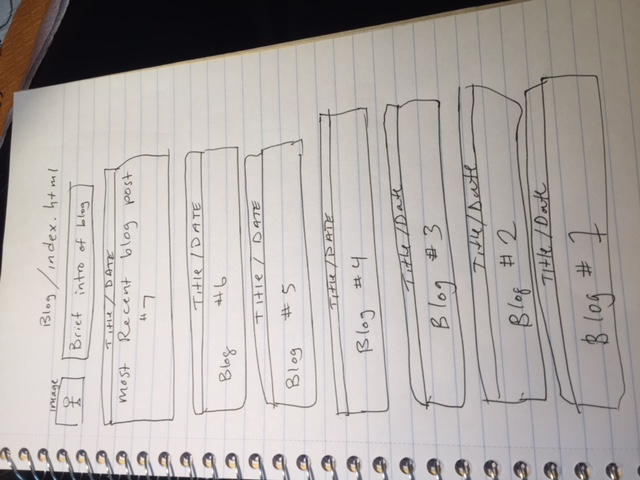 Blog/index.html
image
Brief intro of blog
Title/DATE
most Recent blog post
#7
Title/DATE
Blog #6
Title/DATE
Blog #5
Title/DATE
Blog #4
Title/Date
Blog #3
Title/Date
Blog #2
Title/Date
Blog #1